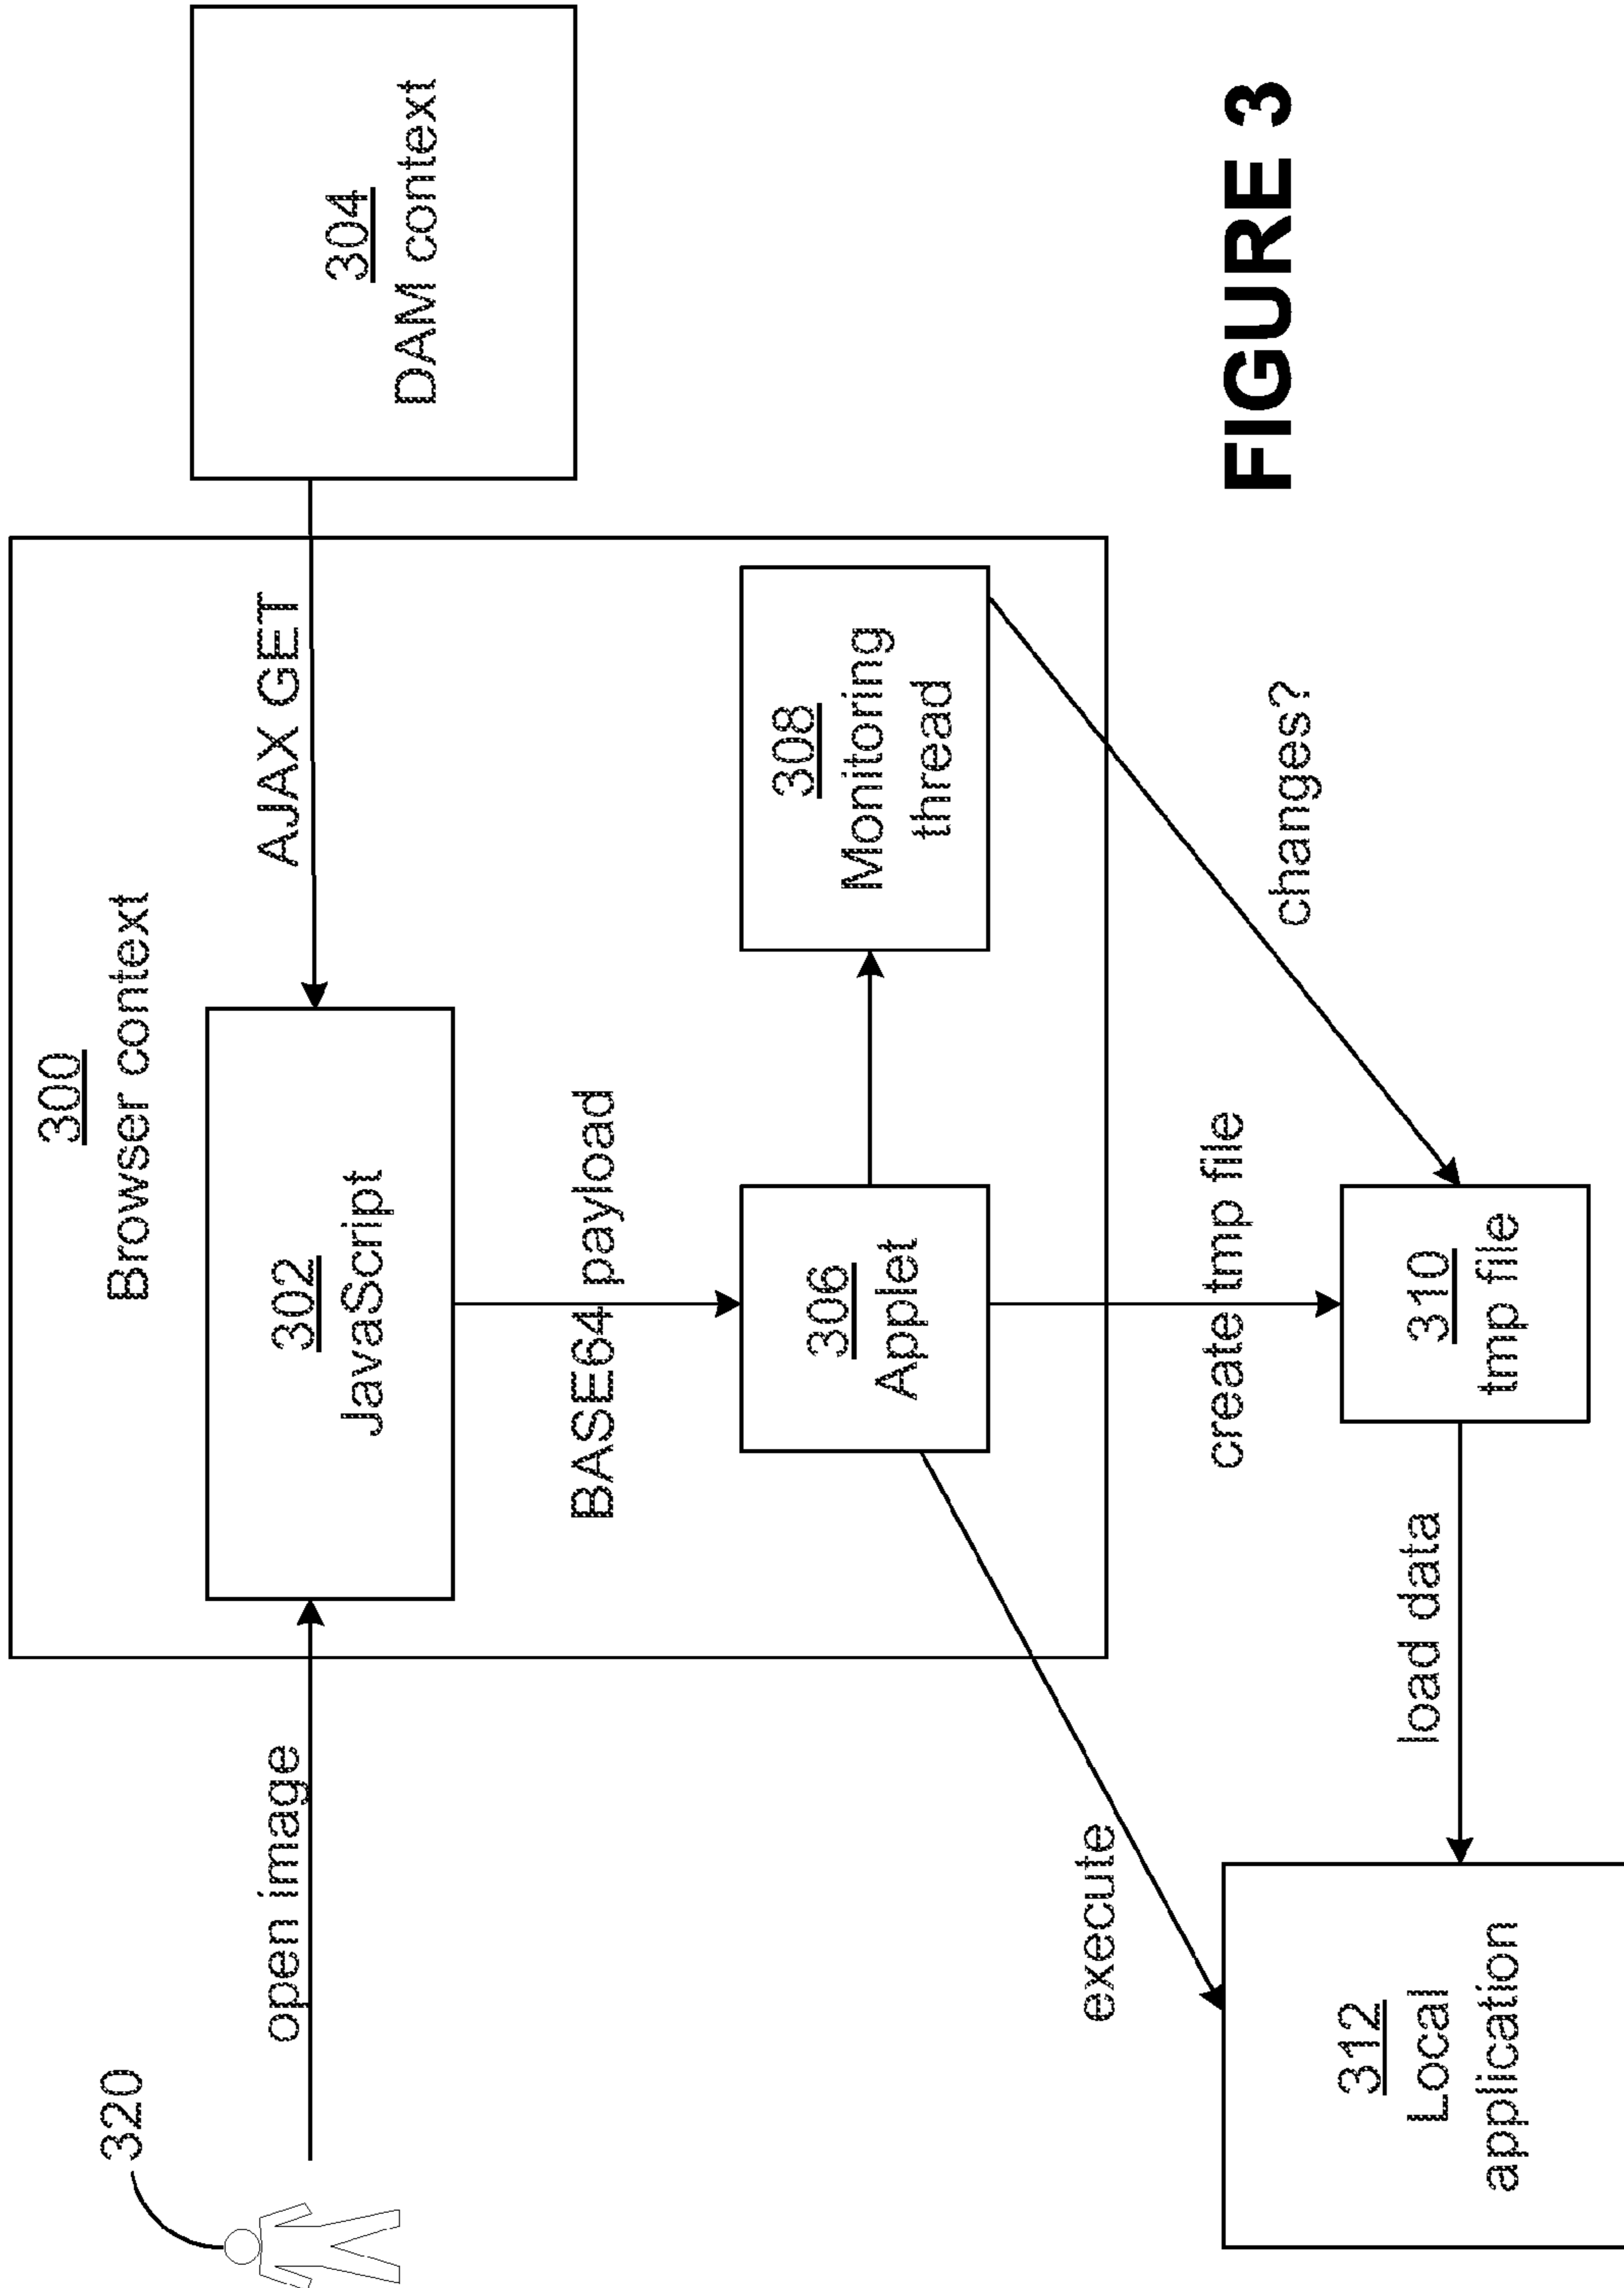 320
open image
300
Browser context
302
JavaScript
AJAX GET
304
DAM context
BASE64 payload
306
Applet
308
Monitoring
thread
execute
create tmp file
changes?
312
Local
application
load data
310
tmp file
FIGURE 3